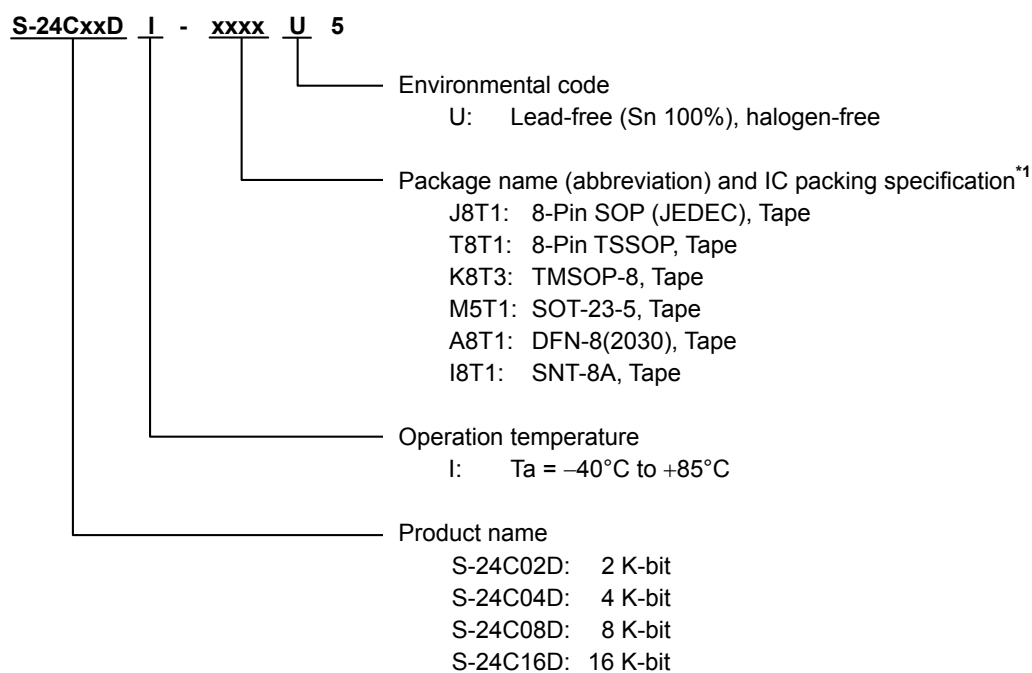 S-24CxxD I - xxxx U 5
Environmental code
U: Lead-free (Sn 100%), halogen-free
Package name (abbreviation) and IC packing specification*1
J8T1: 8-Pin SOP (JEDEC), Tape
T8T1: 8-Pin TSSOP, Tape
K8T3: TMSOP-8, Tape
M5T1: SOT-23-5, Tape
A8T1: DFN-8(2030), Tape
I8T1: SNT-8A, Tape
Operation temperature
I: Ta = −40°C to +85°C
Product name
S-24C02D: 2 K-bit
S-24C04D: 4 K-bit
S-24C08D: 8 K-bit
S-24C16D: 16 K-bit